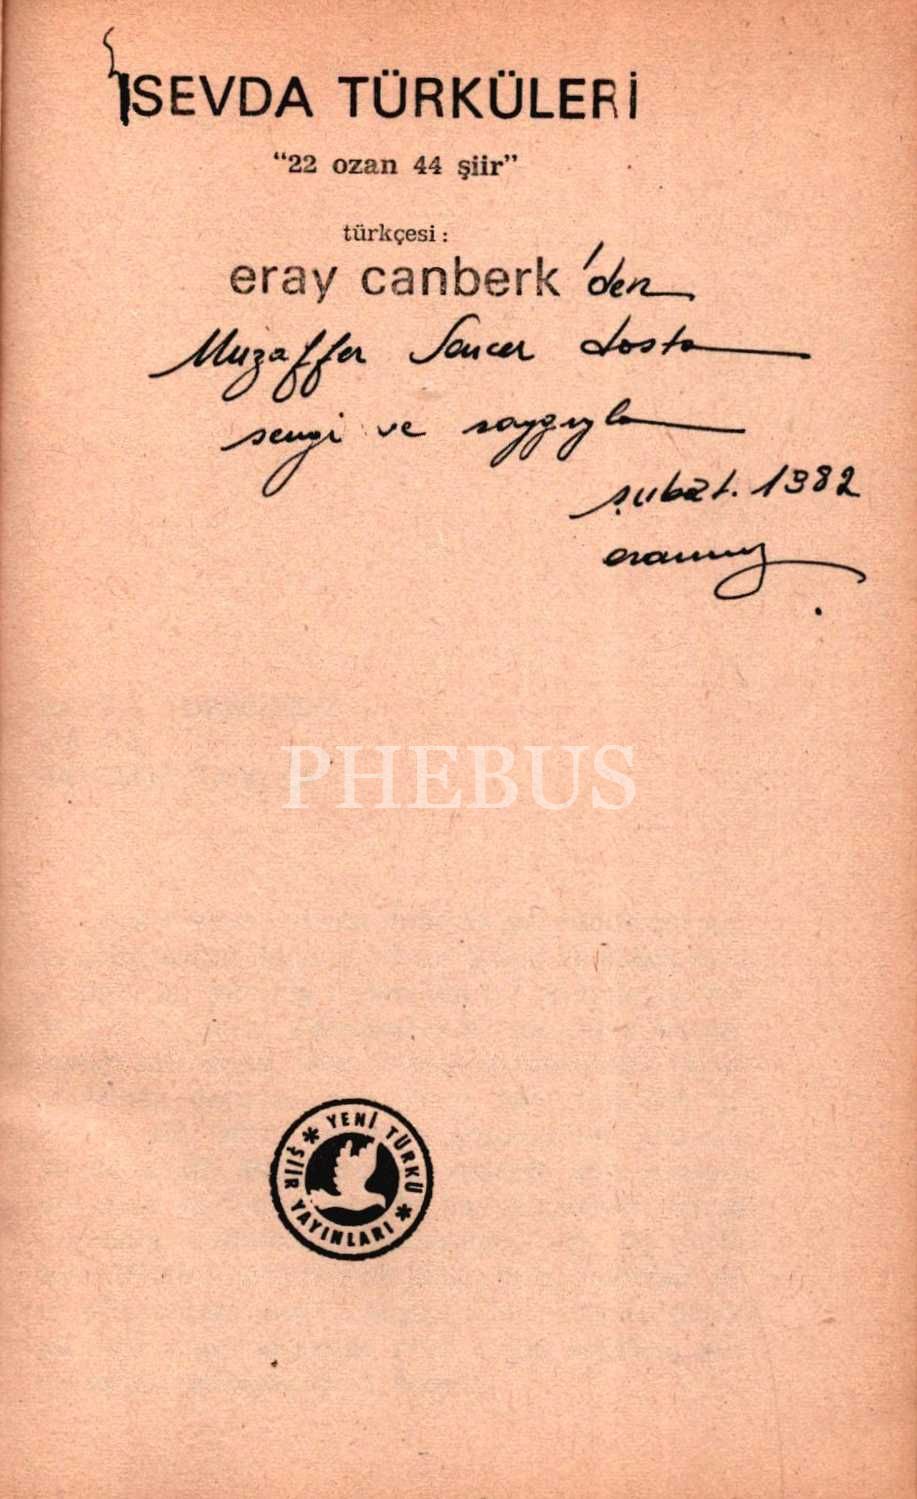 SEVDA TÜRKÜLERİ
“22 ozan 44 şiir”
türkçesi :
eray canberk 'den
Muzaffer Sencer dosta
sevgi ve saygıyla
şubat. 1982
PHEBUS
YENİ TÜRKÜ
ŞİİR YAYINLARI